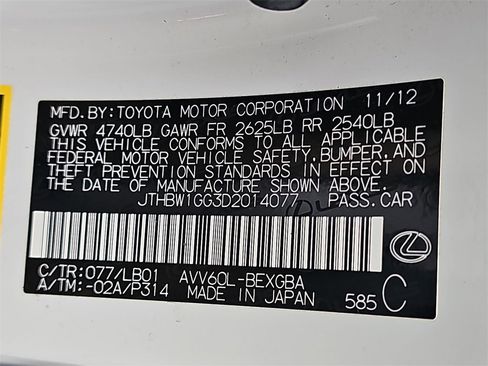 MFD. BY: TOYOTA MOTOR CORPORATION 11/12
GVWR 4740LB GAWR FR 2625LB RR 2540LB
THIS VEHICLE CONFORMS TO ALL APPLICABLE
FEDERAL MOTOR VEHICLE SAFETY, BUMPER, AND
THEFT PREVENTION STANDARDS IN EFFECT ON
THE DATE OF MANUFACTURE SHOWN ABOVE.
JTHBW1GG3D2014077 PASS. CAR
C/TR: 077/LB01 AVV60L-BEXGBA
A/TM: -02A/P314 MADE IN JAPAN 585 C